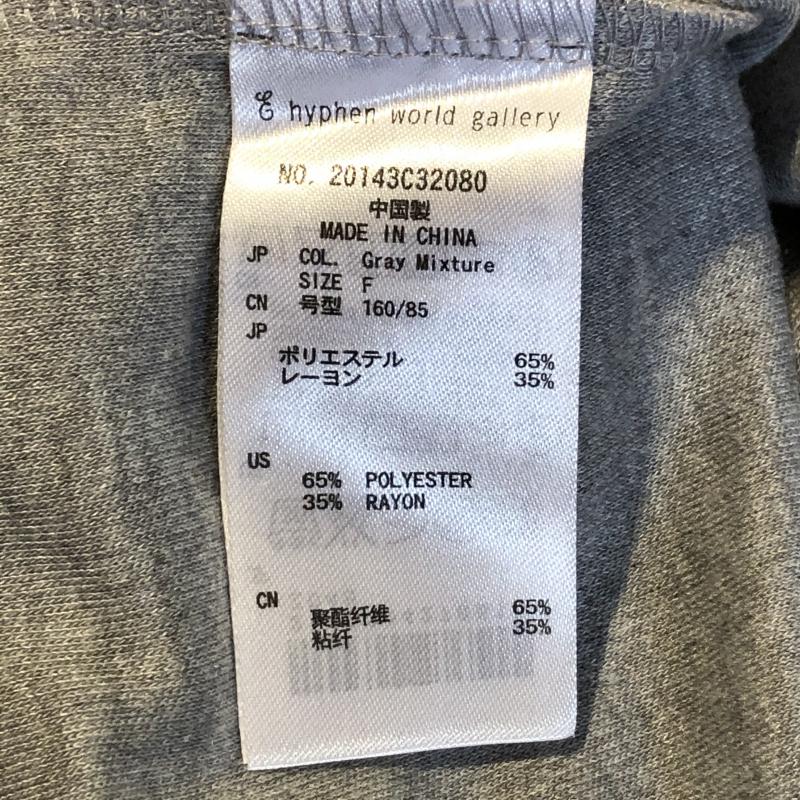 hyphen world gallery
NO. 20143C32080
中国製
MADE IN CHINA
JP COL. Gray Mixture
SIZE F
CN 号型 160/85
JP
ポリエステル 65%
レーヨン 35%
US
65% POLYESTER
35% RAYON
CN
聚酯纤维 65%
粘纤 35%